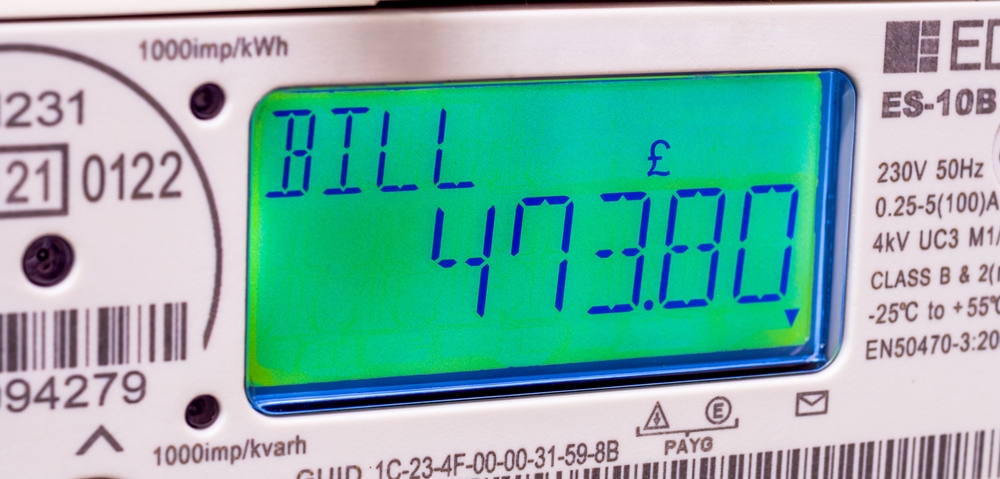 1000imp/kWh
231
21 0122
94279
1000imp/kvarh
BILL
£
473.80
PAYG
GUID 1C-23-4F-00-00-31-59-8B
ES-10B
230V 50Hz
0.25-5(100)A
4kV UC3 M1/
CLASS B & 2(
-25°C to +55°C
EN50470-3:20